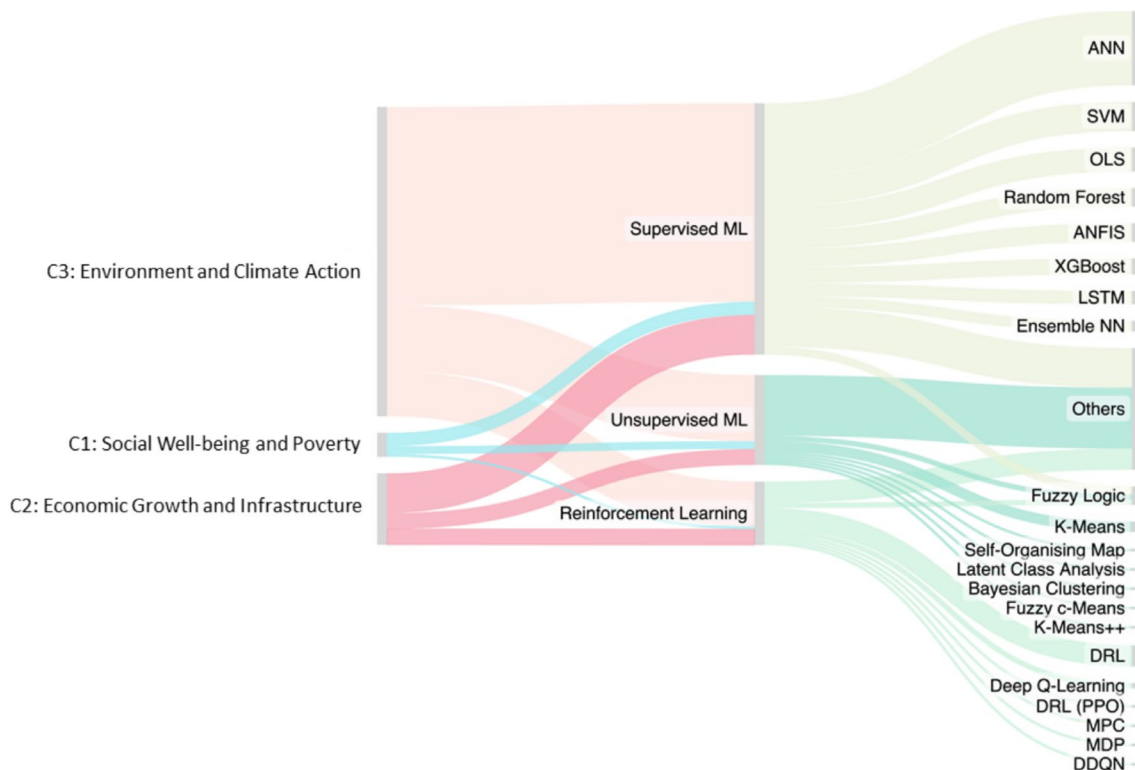 C3: Environment and Climate Action
C1: Social Well-being and Poverty
C2: Economic Growth and Infrastructure
Supervised ML
Unsupervised ML
Reinforcement Learning
ANN
SVM
OLS
Random Forest
ANFIS
XGBoost
LSTM
Ensemble NN
Others
Fuzzy Logic
K-Means
Self-Organising Map
Latent Class Analysis
Bayesian Clustering
Fuzzy c-Means
K-Means++
DRL
Deep Q-Learning
DRL (PPO)
MPC
MDP
DDQN